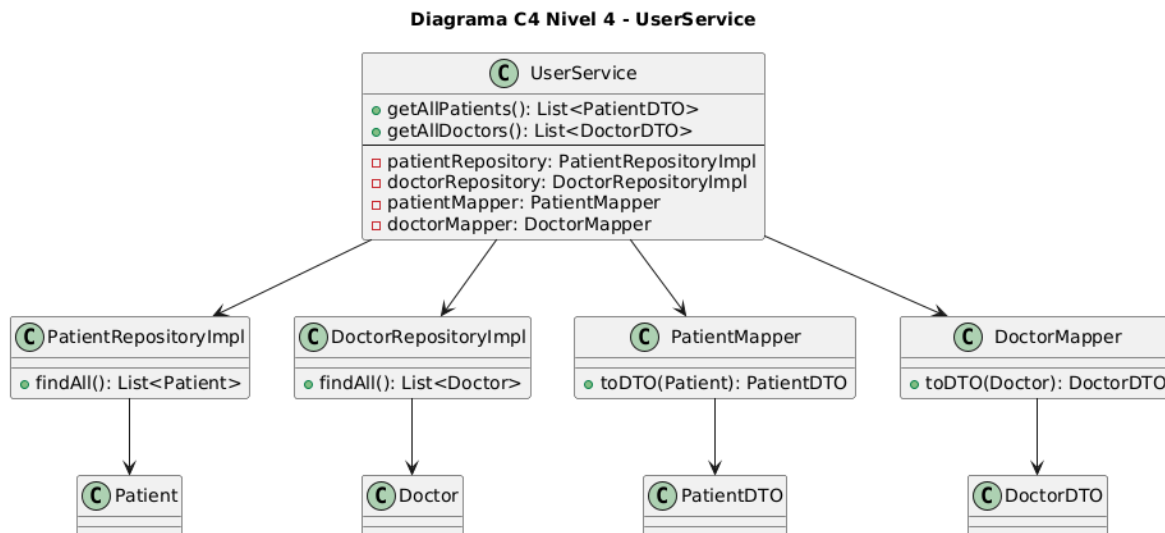 Diagrama C4 Nivel 4 - UserService
C UserService
getAllPatients(): List<PatientDTO>
getAllDoctors(): List<DoctorDTO>
patientRepository: PatientRepositoryImpl
doctorRepository: DoctorRepositoryImpl
patientMapper: PatientMapper
doctorMapper: DoctorMapper
C PatientRepositoryImpl
findAll(): List<Patient>
C DoctorRepositoryImpl
findAll(): List<Doctor>
C PatientMapper
toDTO(Patient): PatientDTO
C DoctorMapper
toDTO(Doctor): DoctorDTO
C Patient
C Doctor
C PatientDTO
C DoctorDTO